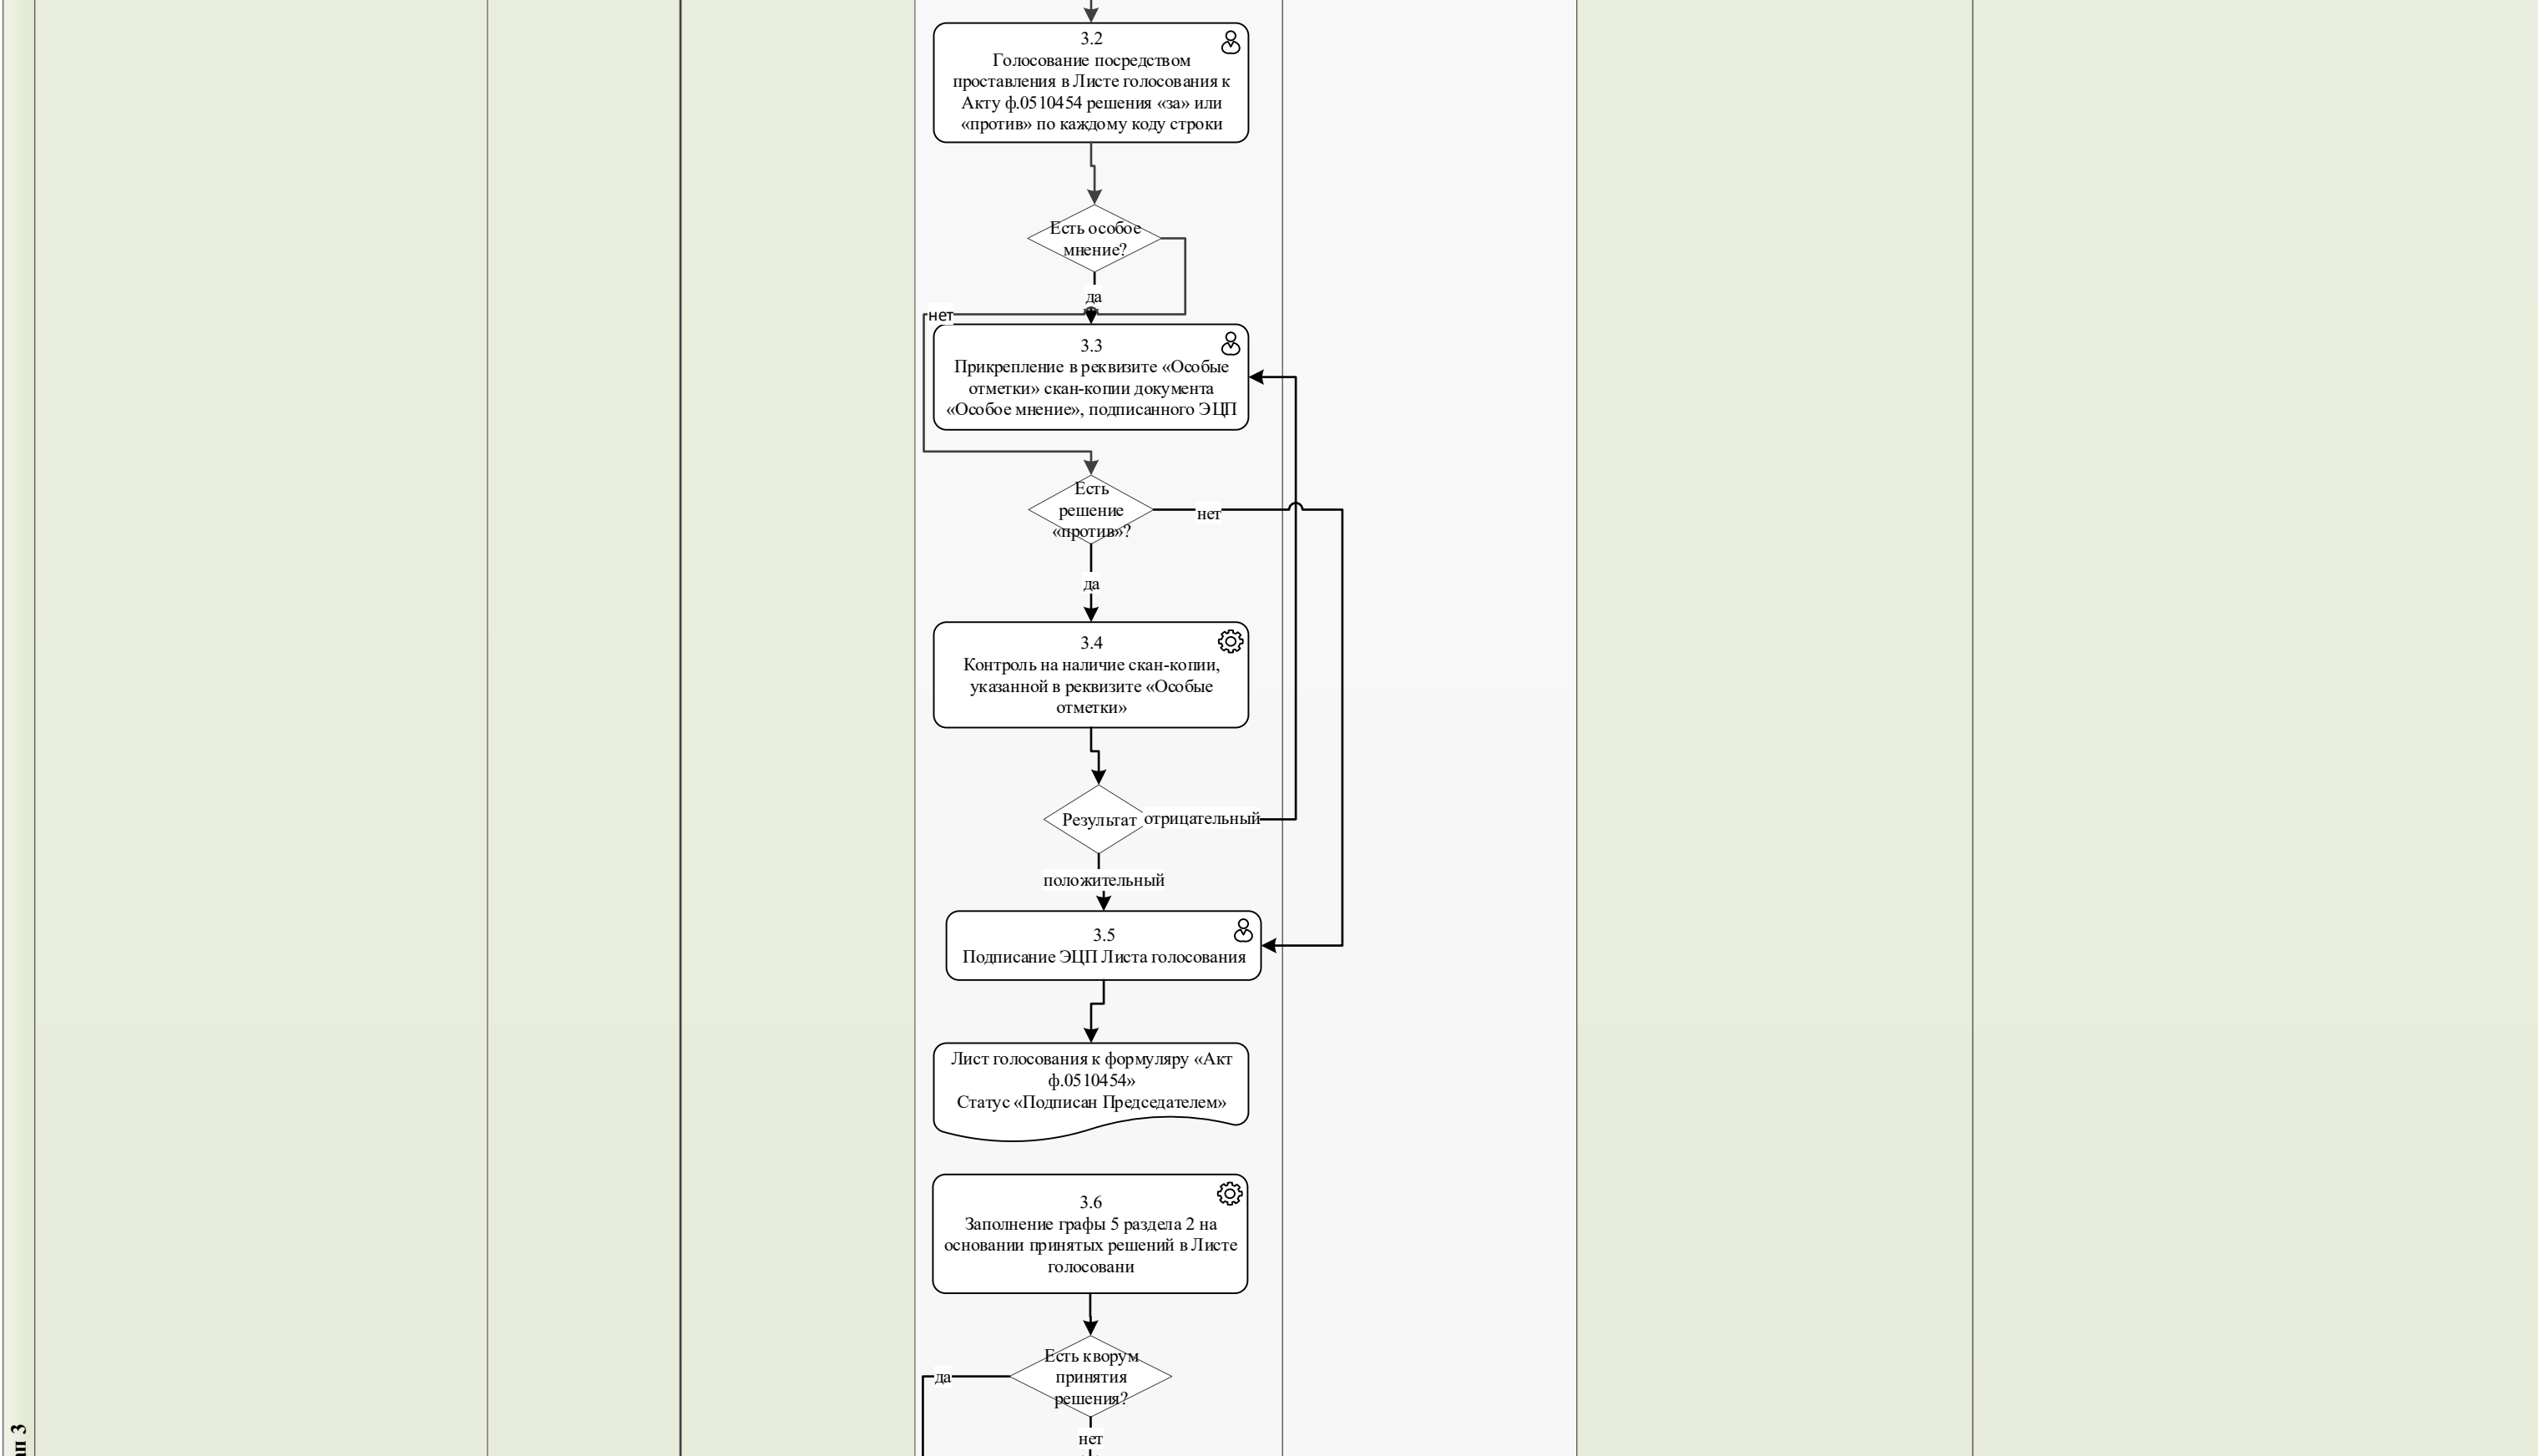 3.2
Голосование посредством
проставления в Листе голосования к
Акту ф.0510454 решения «за» или
«против» по каждому коду строки
Есть особое
мнение?
да
нет
3.3
Прикрепление в реквизите «Особые
отметки» скан-копии документа
«Особое мнение», подписанного ЭЦП
Есть
решение
«против»?
нет
да
3.4
Контроль на наличие скан-копии,
указанной в реквизите «Особые
отметки»
Результат
отрицательный
положительный
3.5
Подписание ЭЦП Листа голосования
Лист голосования к формуляру «Акт
ф.0510454»
Статус «Подписан Председателем»
3.6
Заполнение графы 5 раздела 2 на
основании принятых решений в Листе
голосовани
Есть кворум
принятия
решения?
да
нет
3